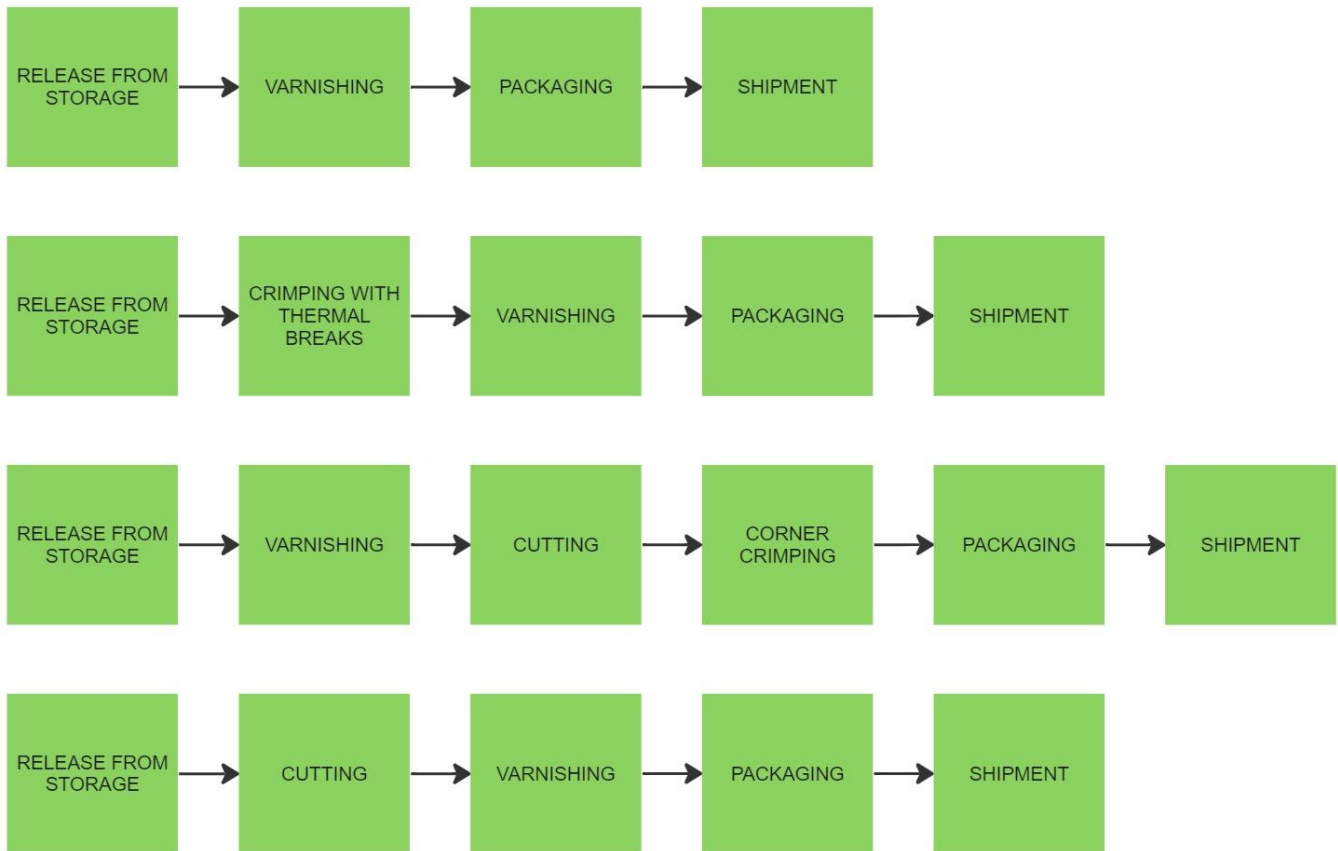 RELEASE FROM
STORAGE
VARNISHING
PACKAGING
SHIPMENT
RELEASE FROM
STORAGE
CRIMPING WITH
THERMAL
BREAKS
VARNISHING
PACKAGING
SHIPMENT
RELEASE FROM
STORAGE
VARNISHING
CUTTING
CORNER
CRIMPING
PACKAGING
SHIPMENT
RELEASE FROM
STORAGE
CUTTING
VARNISHING
PACKAGING
SHIPMENT